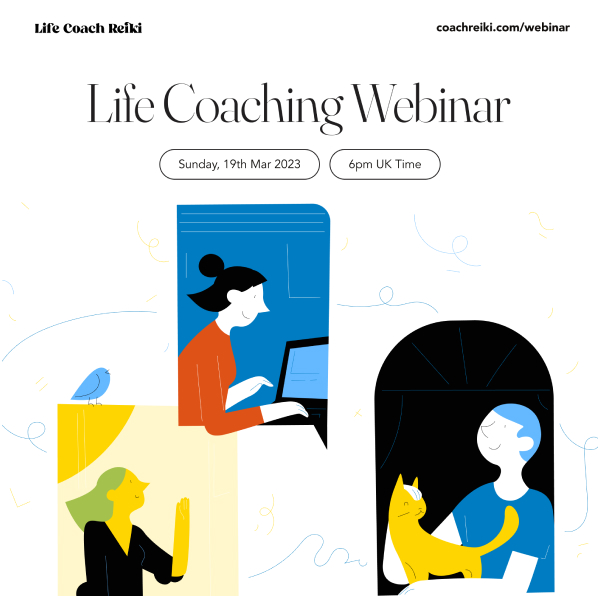 Life Coach Reiki
coachreiki.com/webinar
Life Coaching Webinar
Sunday, 19th Mar 2023
6pm UK Time